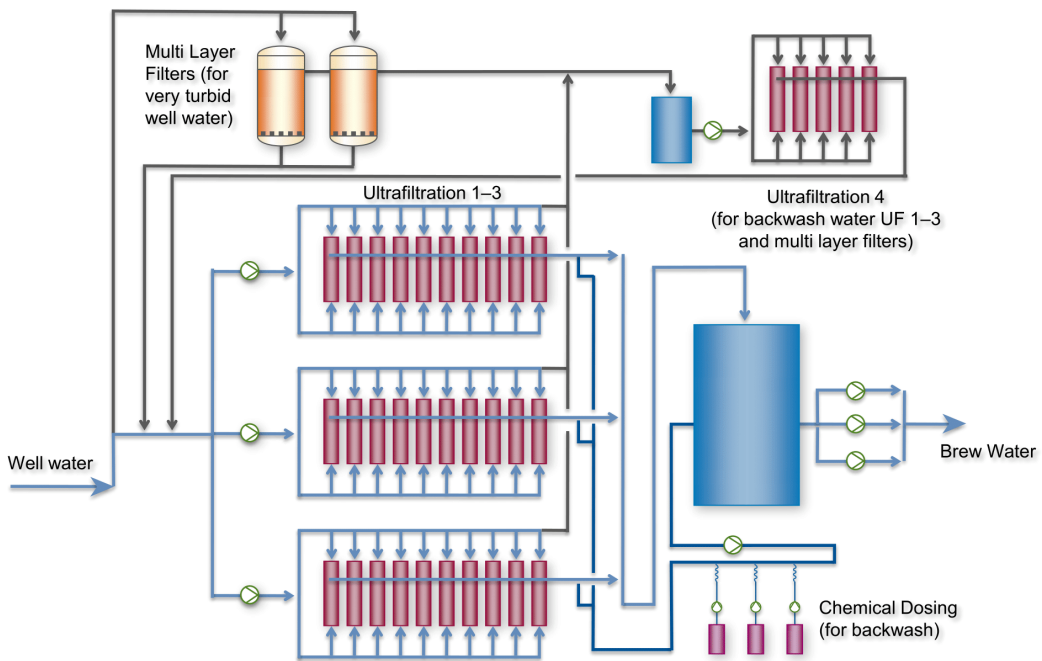 Multi Layer
Filters (for
very turbid
well water)
Ultrafiltration 1–3
Ultrafiltration 4
(for backwash water UF 1–3
and multi layer filters)
Well water
Brew Water
Chemical Dosing
(for backwash)